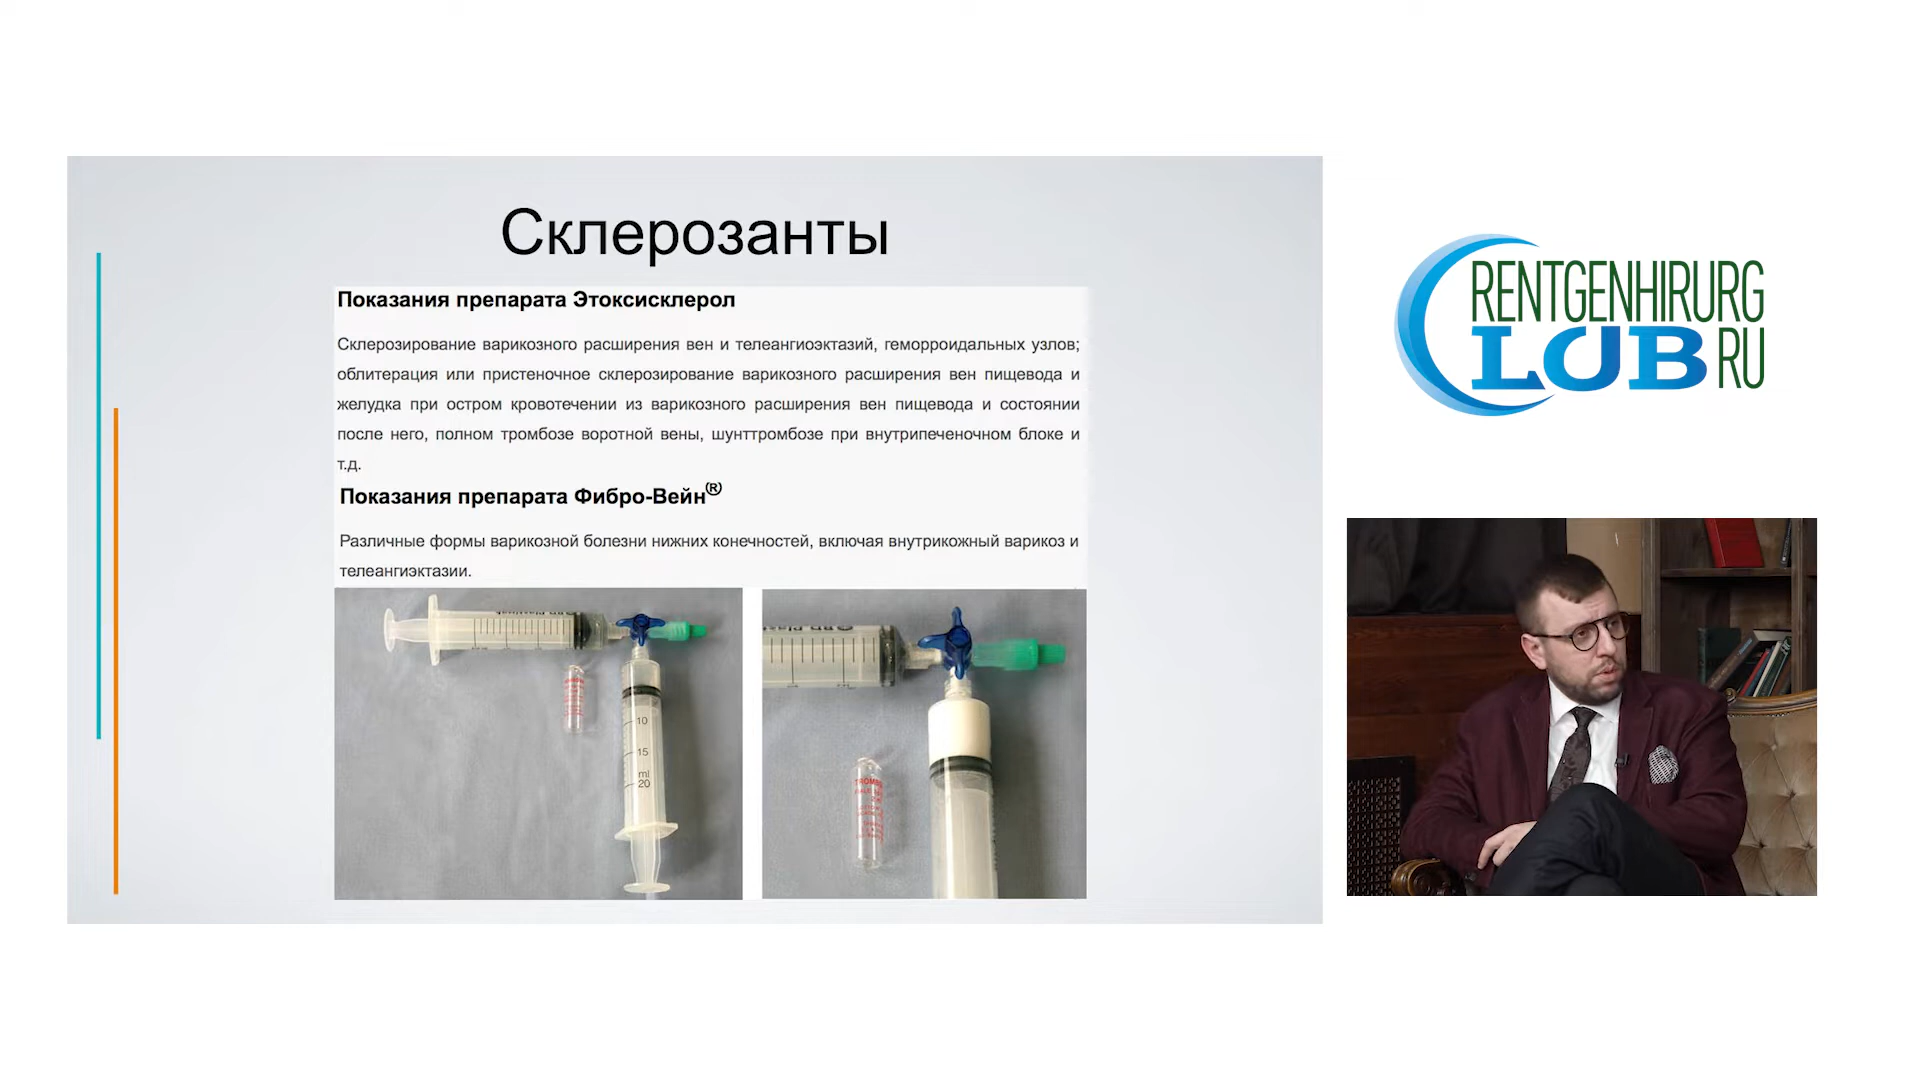 Склерозанты
Показания препарата Этоксисклерол
Склерозирование варикозного расширения вен и телеангиоэктазий, геморроидальных узлов;
облитерация или пристеночное склерозирование варикозного расширения вен пищевода и
желудка при остром кровотечении из варикозного расширения вен пищевода и состоянии
после него, полном тромбозе воротной вены, шунттромбозе при внутрипеченочном блоке и
т.д.
Показания препарата Фибро-Вейн®
Различные формы варикозной болезни нижних конечностей, включая внутрикожный варикоз и
телеангиэктазии.
10
15
ml
20
RENTGENHIRURG
CLUB RU